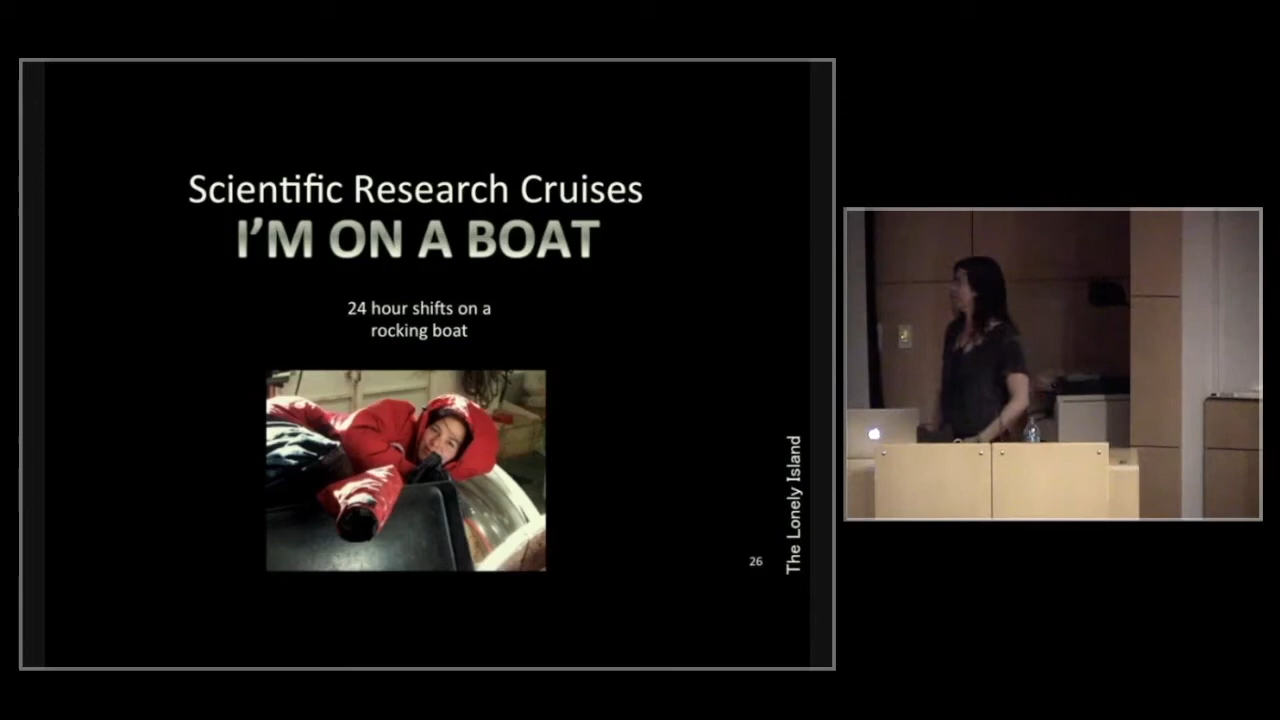 Scientific Research Cruises
I'M ON A BOAT
24 hour shifts on a
rocking boat
The Lonely Island
26